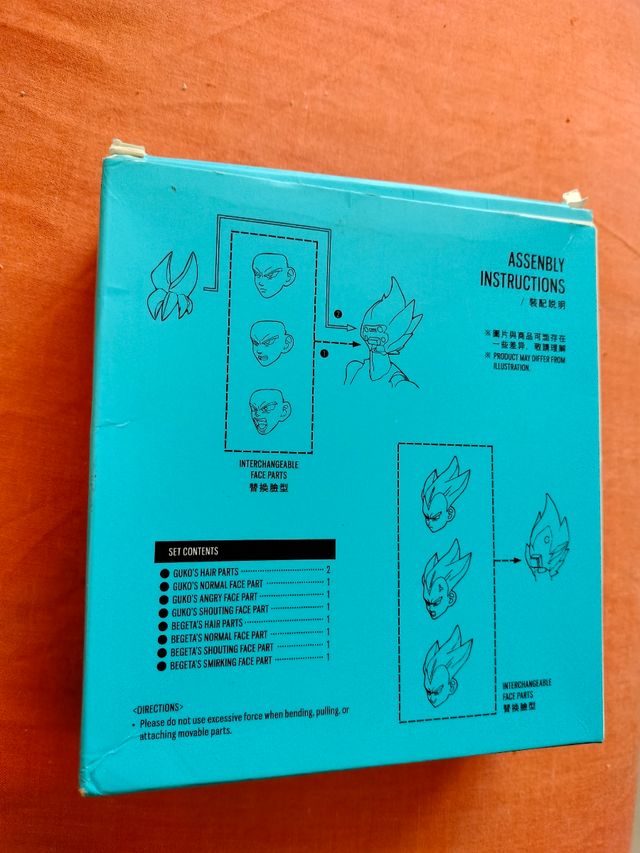 ASSENBLY
INSTRUCTIONS
/ 裝配說明
※圖片與商品可能存在
一些差异，敬請理解
※ PRODUCT MAY DIFFER FROM
ILLUSTRATION.
❷
❶
INTERCHANGEABLE
FACE PARTS
替換臉型
SET CONTENTS
● GUKO'S HAIR PARTS 2
● GUKO'S NORMAL FACE PART 1
● GUKO'S ANGRY FACE PART 1
● GUKO'S SHOUTING FACE PART 1
● BEGETA'S HAIR PARTS 1
● BEGETA'S NORMAL FACE PART 1
● BEGETA'S SHOUTING FACE PART 1
● BEGETA'S SMIRKING FACE PART 1
INTERCHANGEABLE
FACE PARTS
替換臉型
<DIRECTIONS>
• Please do not use excessive force when bending, pulling, or
attaching movable parts.